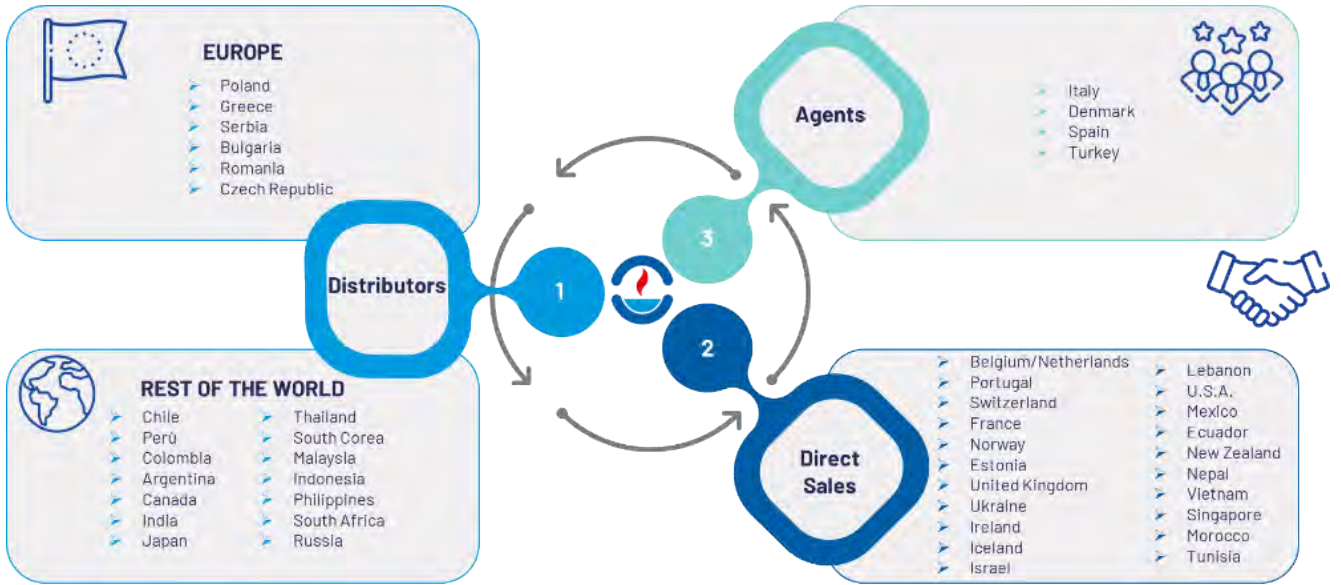 EUROPE
Poland
Greece
Serbia
Bulgaria
Romania
Czech Republic
Distributors
1
REST OF THE WORLD
Chile
Perù
Colombia
Argentina
Canada
India
Japan
Thailand
South Corea
Malaysia
Indonesia
Philippines
South Africa
Russia
Agents
3
Italy
Denmark
Spain
Turkey
2
Direct
Sales
Belgium/Netherlands
Portugal
Switzerland
France
Norway
Estonia
United Kingdom
Ukraine
Ireland
Iceland
Israel
Lebanon
U.S.A.
Mexico
Ecuador
New Zealand
Nepal
Vietnam
Singapore
Morocco
Tunisia